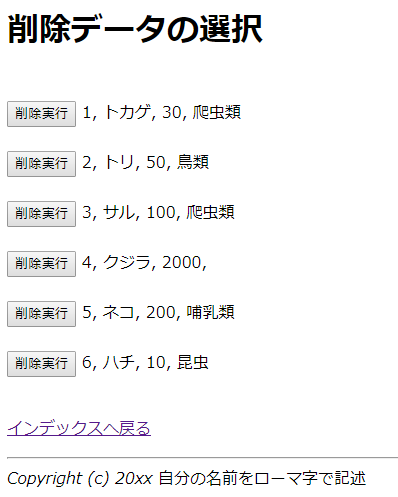 削除データの選択
削除実行 1, トカゲ, 30, 爬虫類
削除実行 2, トリ, 50, 鳥類
削除実行 3, サル, 100, 爬虫類
削除実行 4, クジラ, 2000,
削除実行 5, ネコ, 200, 哺乳類
削除実行 6, ハチ, 10, 昆虫
インデックスへ戻る
Copyright (c) 20xx 自分の名前をローマ字で記述